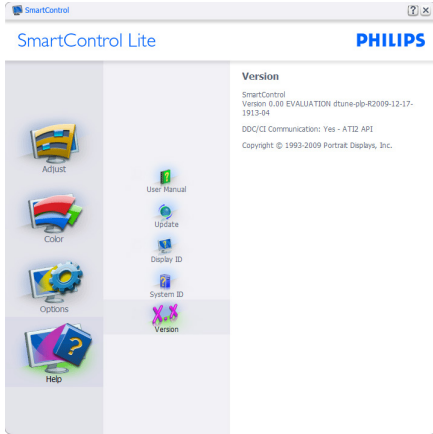 SmartControl
SmartControl Lite
PHILIPS
Adjust
Color
Options
Help
User Manual
Update
Display ID
System ID
X.X
Version
Version
SmartControl
Version 0.00 EVALUATION dtune-plp-R2009-12-17-
1913-04
DDC/CI Communication: Yes - ATI2 API
Copyright © 1993-2009 Portrait Displays, Inc.